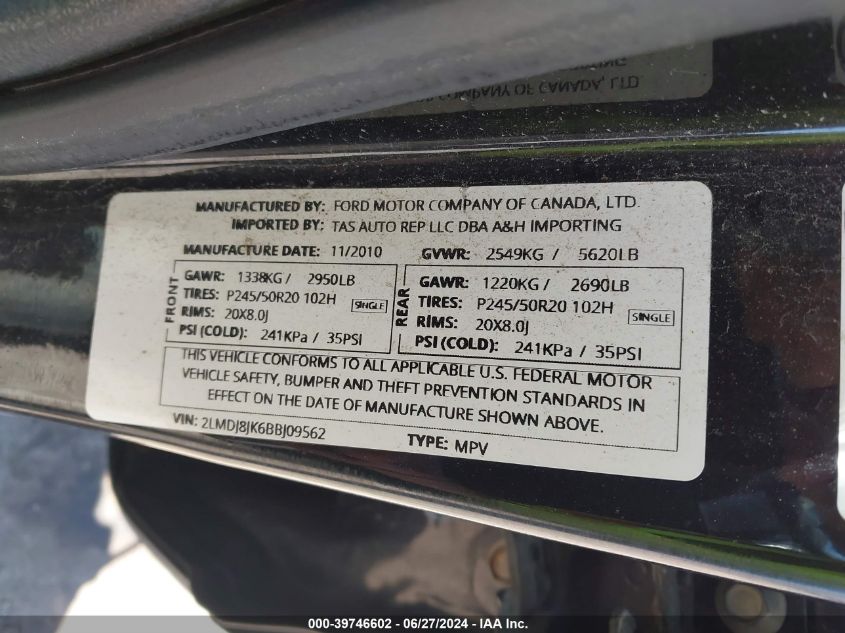 COMPANY OF CANADA, LTD
MANUFACTURED BY: FORD MOTOR COMPANY OF CANADA, LTD.
IMPORTED BY: TAS AUTO REP LLC DBA A&H IMPORTING
MANUFACTURE DATE: 11/2010 GVWR: 2549KG / 5620LB
FRONT
GAWR: 1338KG / 2950LB
TIRES: P245/50R20 102H SINGLE
RIMS: 20X8.0J
PSI (COLD): 241KPa / 35PSI
REAR
GAWR: 1220KG / 2690LB
TIRES: P245/50R20 102H SINGLE
RIMS: 20X8.0J
PSI (COLD): 241KPa / 35PSI
THIS VEHICLE CONFORMS TO ALL APPLICABLE U.S. FEDERAL MOTOR
VEHICLE SAFETY, BUMPER AND THEFT PREVENTION STANDARDS IN
EFFECT ON THE DATE OF MANUFACTURE SHOWN ABOVE.
VIN: 2LMDJ8JK6BBJ09562 TYPE: MPV
000-39746602 / 06/27/2024 - IAA Inc.